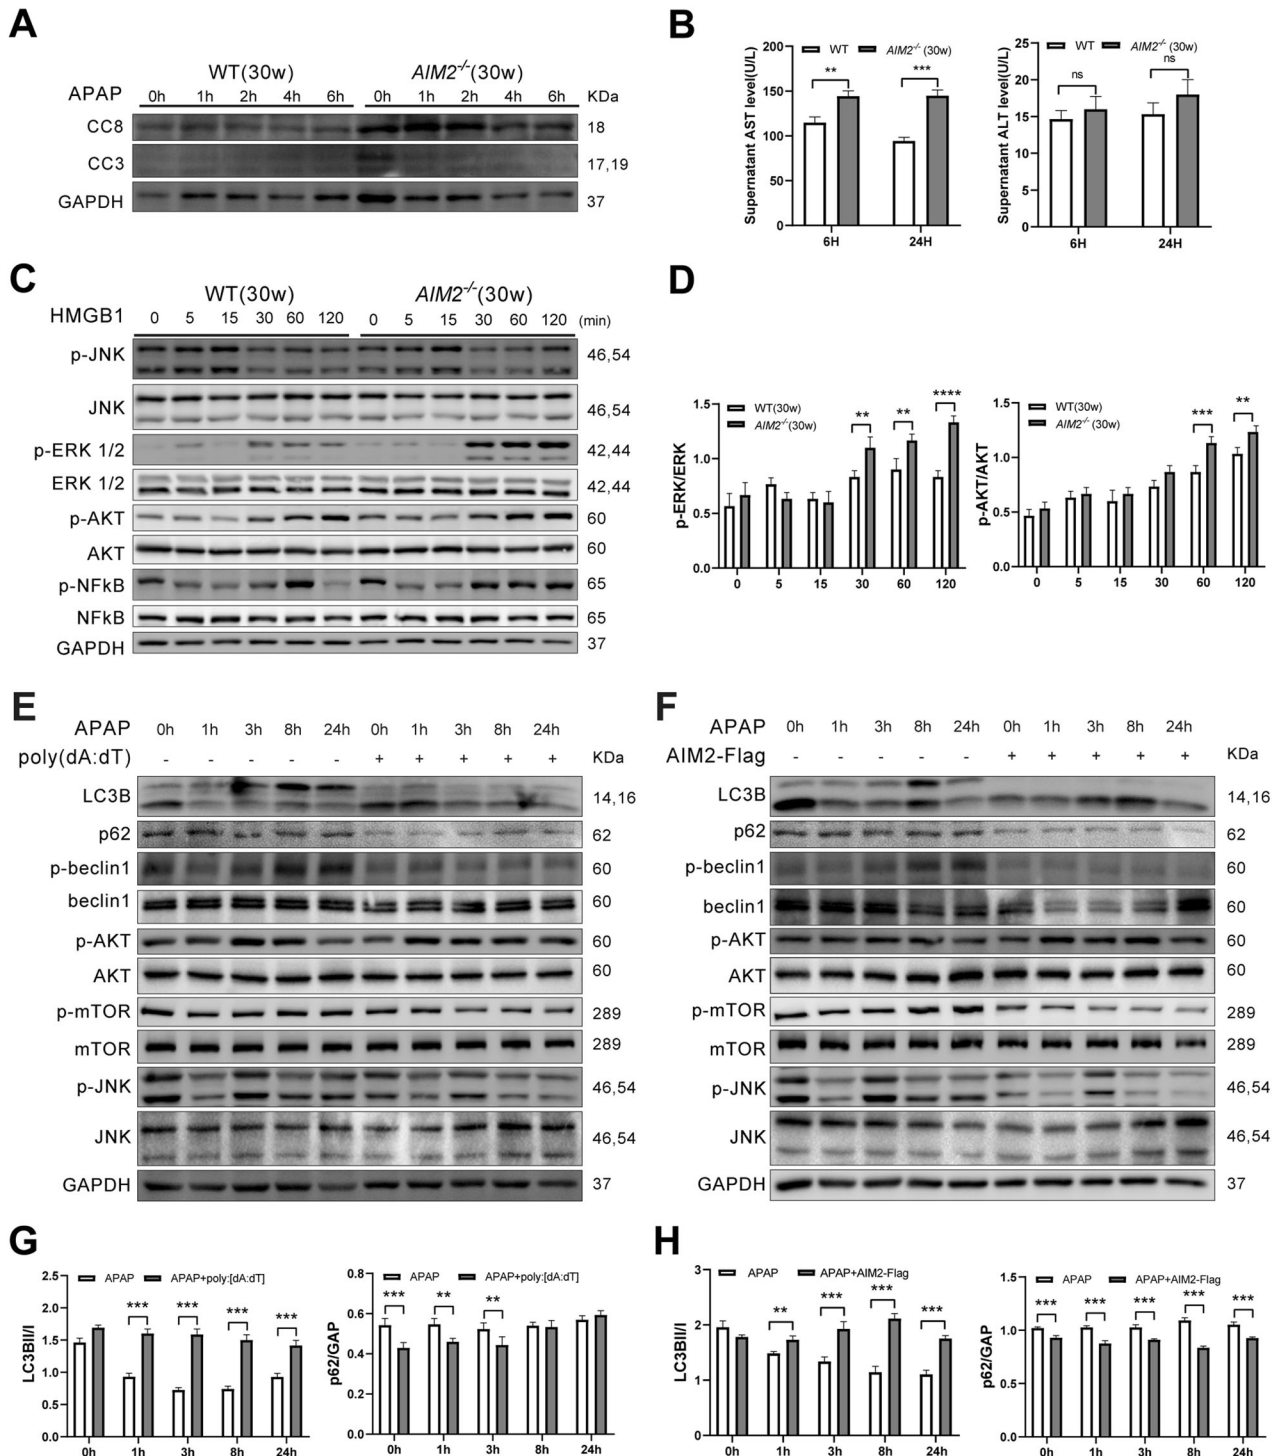 A
WT(30w) AIM2-/-(30w)
APAP 0h 1h 2h 4h 6h 0h 1h 2h 4h 6h KDa
CC8 18
CC3 17,19
GAPDH 37
B
WT AIM2-/-(30w)
Supernatant AST level(U/L)
200
150
100
50
0
** ***
6H 24H
WT AIM2-/-(30w)
Supernatant ALT level(U/L)
25
20
15
10
5
0
ns ns
6H 24H
C
WT(30w) AIM2-/-(30w)
HMGB1 0 5 15 30 60 120 0 5 15 30 60 120 (min)
p-JNK 46,54
JNK 46,54
p-ERK 1/2 42,44
ERK 1/2 42,44
p-AKT 60
AKT 60
p-NFkB 65
NFkB 65
GAPDH 37
D
WT(30w)
AIM2-/-(30w)
p-ERK/ERK
1.5
1.0
0.5
0.0
** ** ****
0 5 15 30 60 120
WT(30w)
AIM2-/-(30w)
p-AKT/AKT
1.5
1.0
0.5
0.0
*** **
0 5 15 30 60 120
E
APAP 0h 1h 3h 8h 24h 0h 1h 3h 8h 24h
poly(dA:dT) - - - - - + + + + + KDa
LC3B 14,16
p62 62
p-beclin1 60
beclin1 60
p-AKT 60
AKT 60
p-mTOR 289
mTOR 289
p-JNK 46,54
JNK 46,54
GAPDH 37
F
APAP 0h 1h 3h 8h 24h 0h 1h 3h 8h 24h
AIM2-Flag - - - - - + + + + + KDa
LC3B 14,16
p62 62
p-beclin1 60
beclin1 60
p-AKT 60
AKT 60
p-mTOR 289
mTOR 289
p-JNK 46,54
JNK 46,54
GAPDH 37
G
APAP APAP+poly:[dA:dT]
LC3BII/I
2.5
2.0
1.5
1.0
0.5
0.0
*** *** *** ***
0h 1h 3h 8h 24h
APAP APAP+poly:[dA:dT]
p62/GAP
0.8
0.6
0.4
0.2
0.0
*** ** **
0h 1h 3h 8h 24h
H
APAP APAP+AIM2-Flag
LC3BII/I
3
2
1
0
** *** *** ***
0h 1h 3h 8h 24h
APAP APAP+AIM2-Flag
p62/GAP
1.5
1.0
0.5
0.0
*** *** *** *** ***
0h 1h 3h 8h 24h